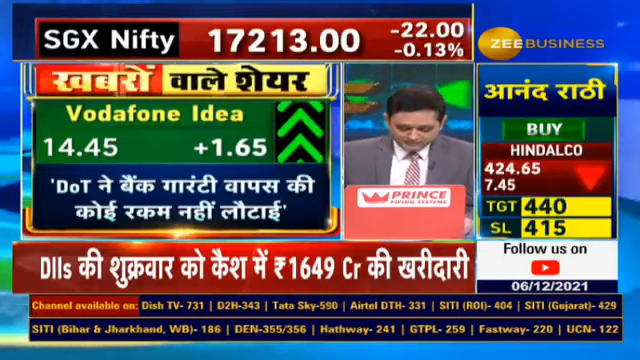 SGX Nifty 17213.00 -22.00
-0.13%
ZEE BUSINESS
खबरों वाले शेयर
Vodafone Idea
14.45 +1.65
'DoT ने बैंक गारंटी वापस की
कोई रकम नहीं लौटाई'
PRINCE
PIPING SYSTEMS
आनंद राठी
BUY
HINDALCO
424.65
7.45
TGT 440
SL 415
DIIs की शुक्रवार को कैश में ₹1649 Cr की खरीदारी
Follow us on
06/12/2021
Channel available on: Dish TV- 731 | D2H-343 | Tata Sky-590 | Airtel DTH- 331 | SITI (ROI)- 404 | SITI (Gujarat)- 429
SITI (Bihar & Jharkhand, WB)- 186 | DEN-355/356 | Hathway- 241 | GTPL- 259 | Fastway- 220 | UCN- 122